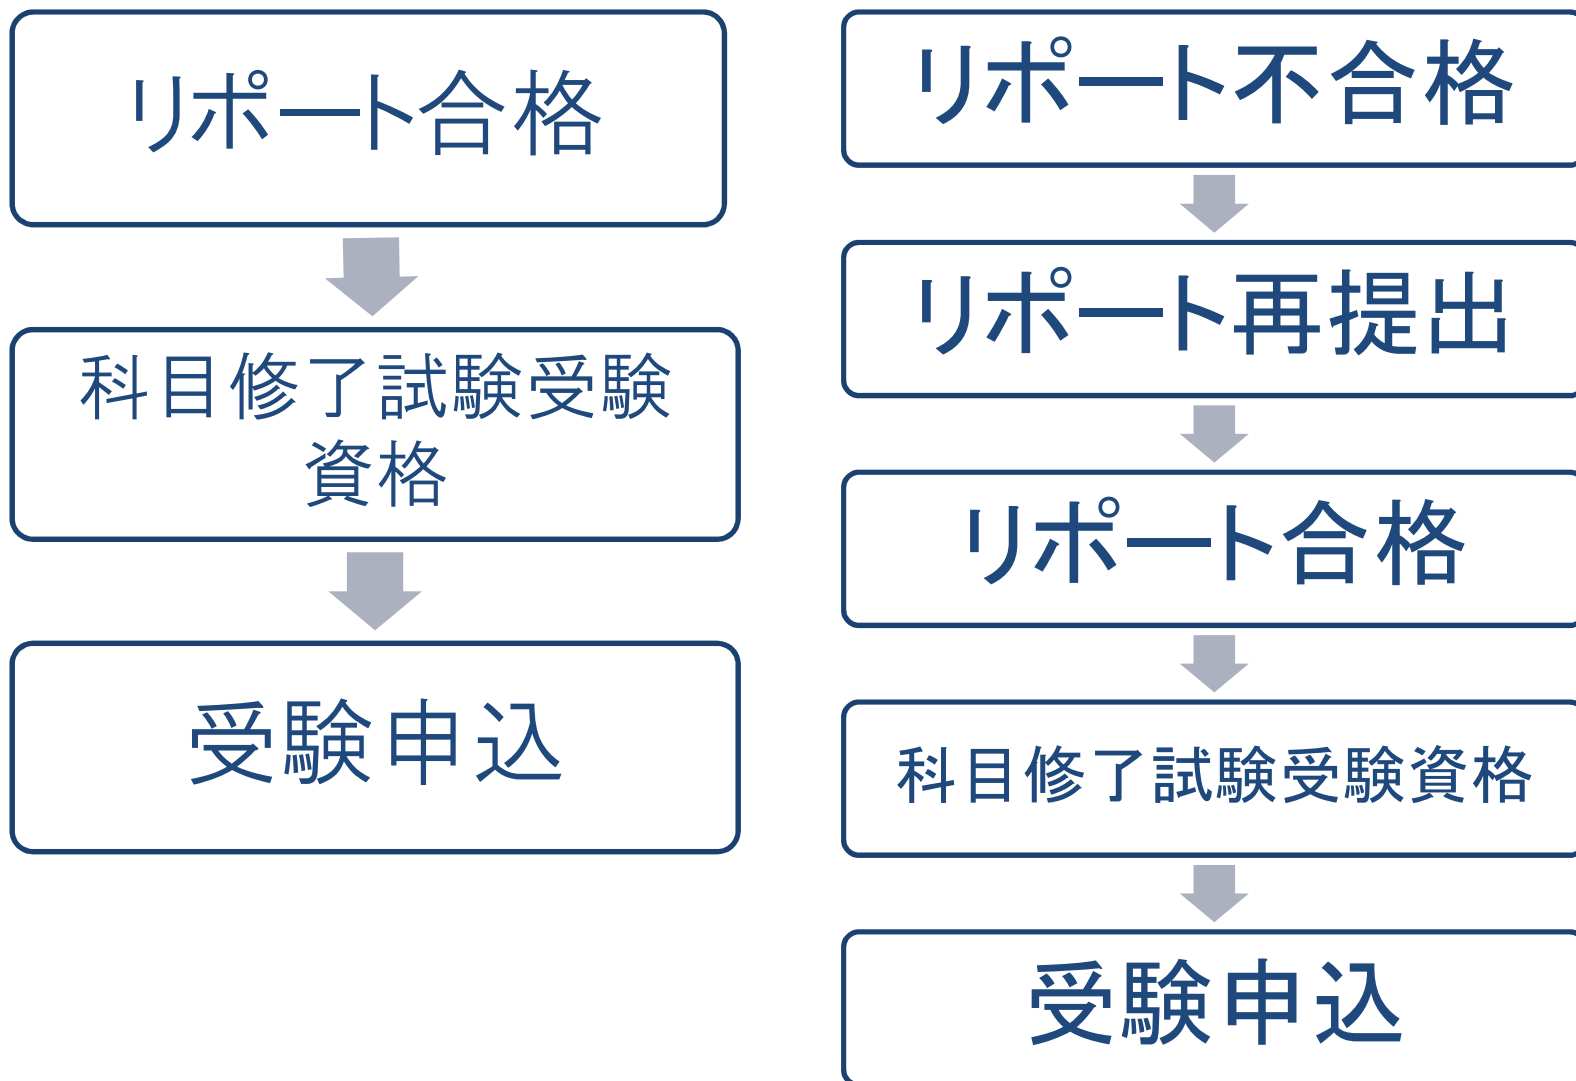 リポート合格
科目修了試験受験
資格
受験申込
リポート不合格
リポート再提出
リポート合格
科目修了試験受験資格
受験申込